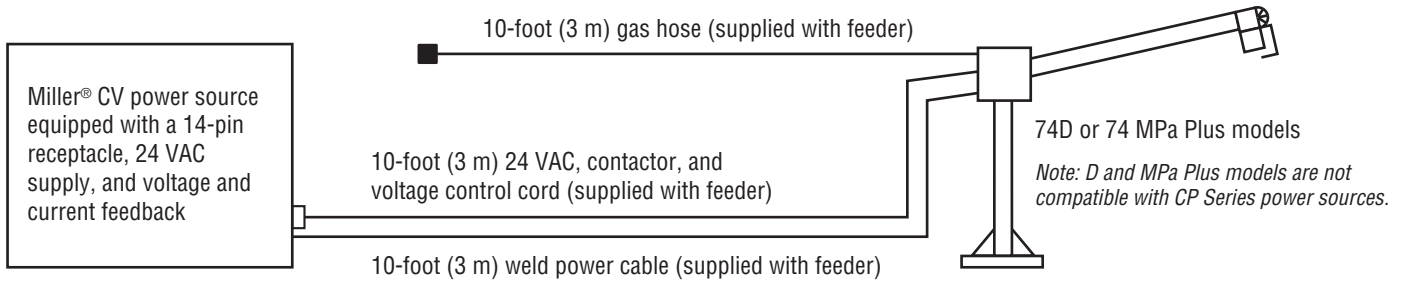 10-foot (3 m) gas hose (supplied with feeder)
Miller® CV power source
equipped with a 14-pin
receptacle, 24 VAC
supply, and voltage and
current feedback
10-foot (3 m) 24 VAC, contactor, and
voltage control cord (supplied with feeder)
10-foot (3 m) weld power cable (supplied with feeder)
74D or 74 MPa Plus models
Note: D and MPa Plus models are not
compatible with CP Series power sources.